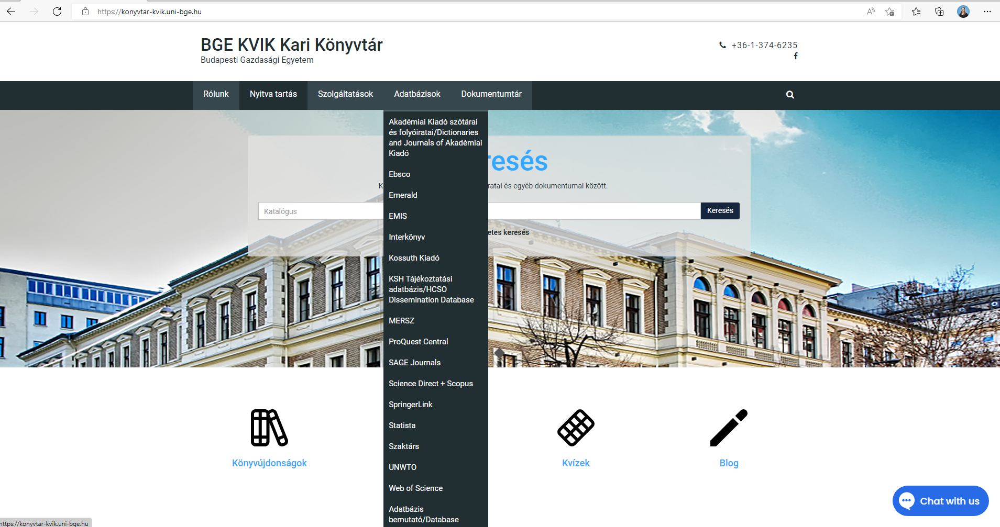 https://konyvtar-kvik.uni-bge.hu
BGE KVIK Kari Könyvtár
Budapesti Gazdasági Egyetem
+36-1-374-6235
Rólunk
Nyitva tartás
Szolgáltatások
Adatbázisok
Dokumentumtár
Akadémiai Kiadó szótárai
és folyóiratai/Dictionaries
and Journals of Akadémiai
Kiadó
Ebsco
Emerald
EMIS
Interkönyv
Kossuth Kiadó
KSH Tájékoztatási
adatbázis/HCSO
Dissemination Database
MERSZ
ProQuest Central
SAGE Journals
Science Direct + Scopus
SpringerLink
Statista
Szaktárs
UNWTO
Web of Science
Adatbázis
bemutató/Database
resés
K
ratai és egyéb dokumentumai között.
Katalógus
Keresés
etes keresés
Könyvújdonságok
Kvízek
Blog
Chat with us
https://konyvtar-kvik.uni-bge.hu